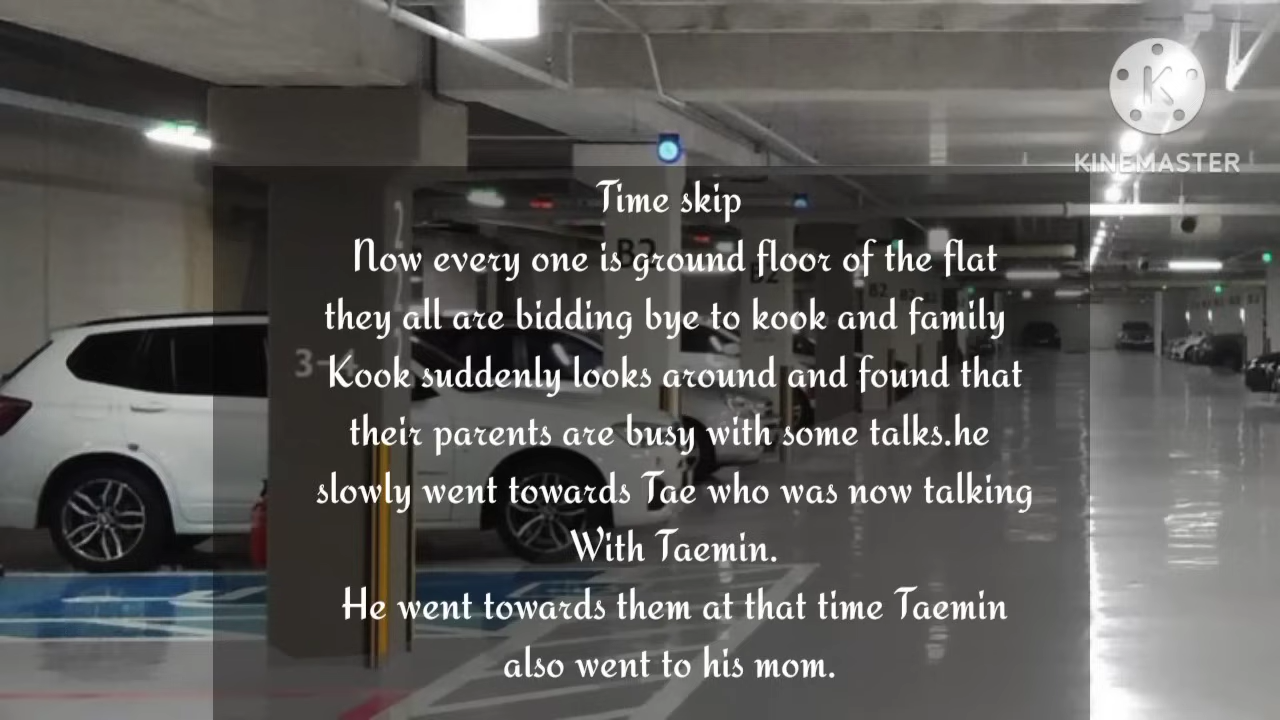 KINEMASTER
Time skip
Now every one is ground floor of the flat
they all are bidding bye to kook and family
Kook suddenly looks around and found that
their parents are busy with some talks.he
slowly went towards Tae who was now talking
With Taemin.
He went towards them at that time Taemin
also went to his mom.
B2
B2
B2